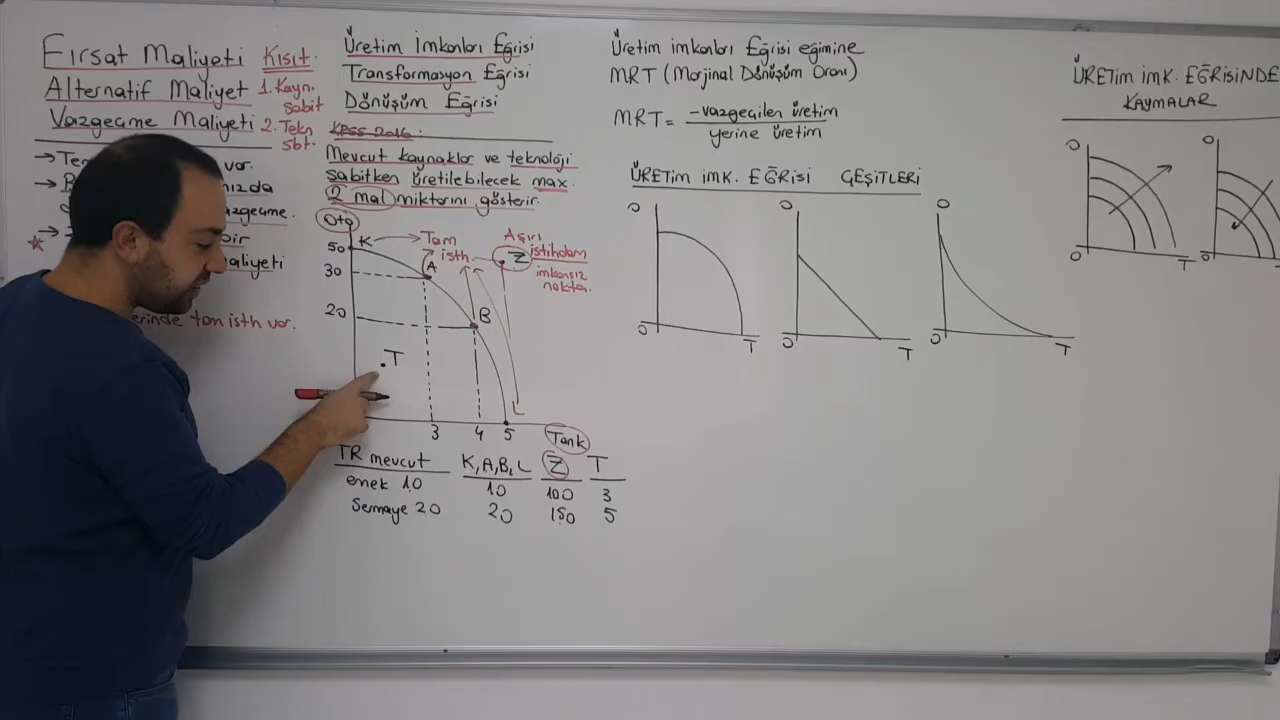 Fırsat Maliyeti
Alternatif Maliyet
Vazgeçme Maliyeti
Kısıt
1. Kayn.
sabit
2. Tekn
sbt.
var.
vazgeçme.
bir
maliyeti
tam isth var.
Üretim İmkanları Eğrisi
Transformasyon Eğrisi
Dönüşüm Eğrisi
KPSS 2016.
Mevcut kaynaklar ve teknoloji
sabitken üretilebilecek max.
2 mal miktarını gösterir.
Oto
50
30
20
K
Tam
isth.
A
B
Aşırı
Z istihdam
imkansız
nokta.
.T
3 4 5
Tank
TR mevcut K, A, B, L Z T
emek 10 10 100 3
Sermaye 20 20 150 5
Üretim imkanları Eğrisi eğimine
MRT (Marjinal Dönüşüm Oranı)
MRT = -vazgeçilen üretim
yerine üretim
ÜRETİM İMK. EĞRİSİ ÇEŞİTLERİ
O
O
T
O
O
T
O
O
T
ÜRETİM İMK. EĞRİSİNDE
KAYMALAR
O
O
T
O
O